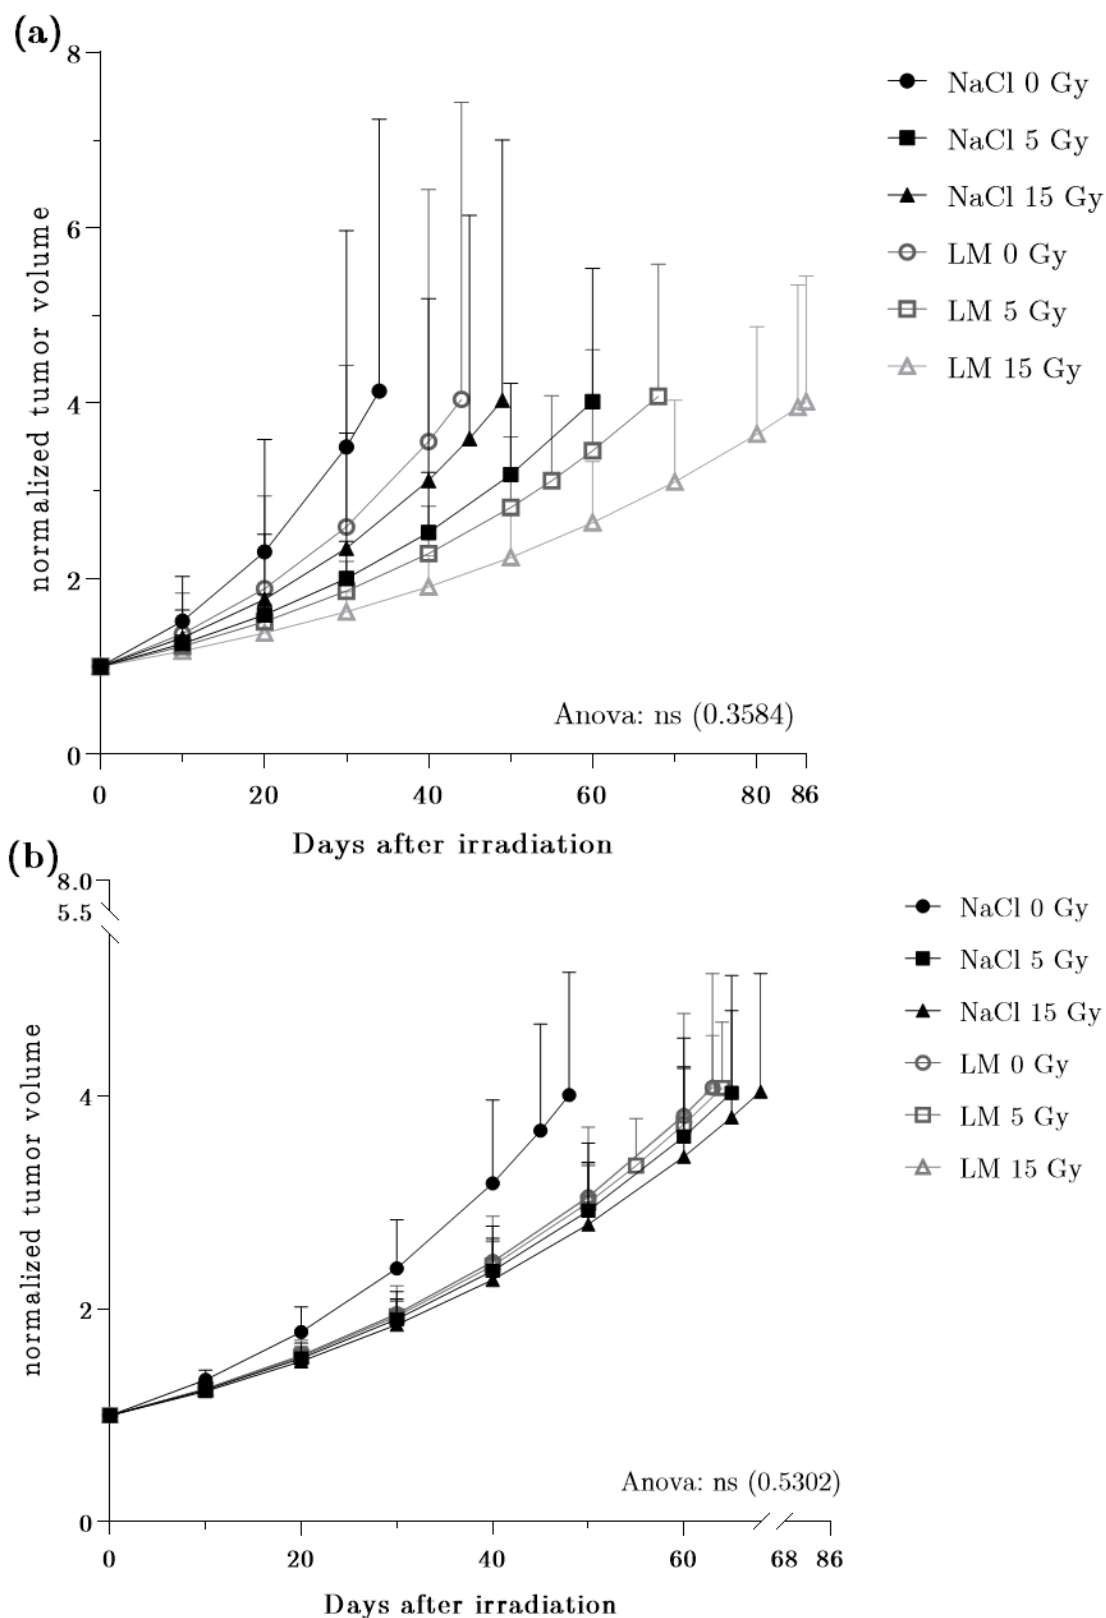 (a)
8
6
4
2
0
normalized tumor volume
NaCl 0 Gy
NaCl 5 Gy
NaCl 15 Gy
LM 0 Gy
LM 5 Gy
LM 15 Gy
Anova: ns (0.3584)
0 20 40 60 80 86
Days after irradiation
(b)
8.0
5.5
4
2
0
normalized tumor volume
NaCl 0 Gy
NaCl 5 Gy
NaCl 15 Gy
LM 0 Gy
LM 5 Gy
LM 15 Gy
Anova: ns (0.5302)
0 20 40 60 68 86
Days after irradiation